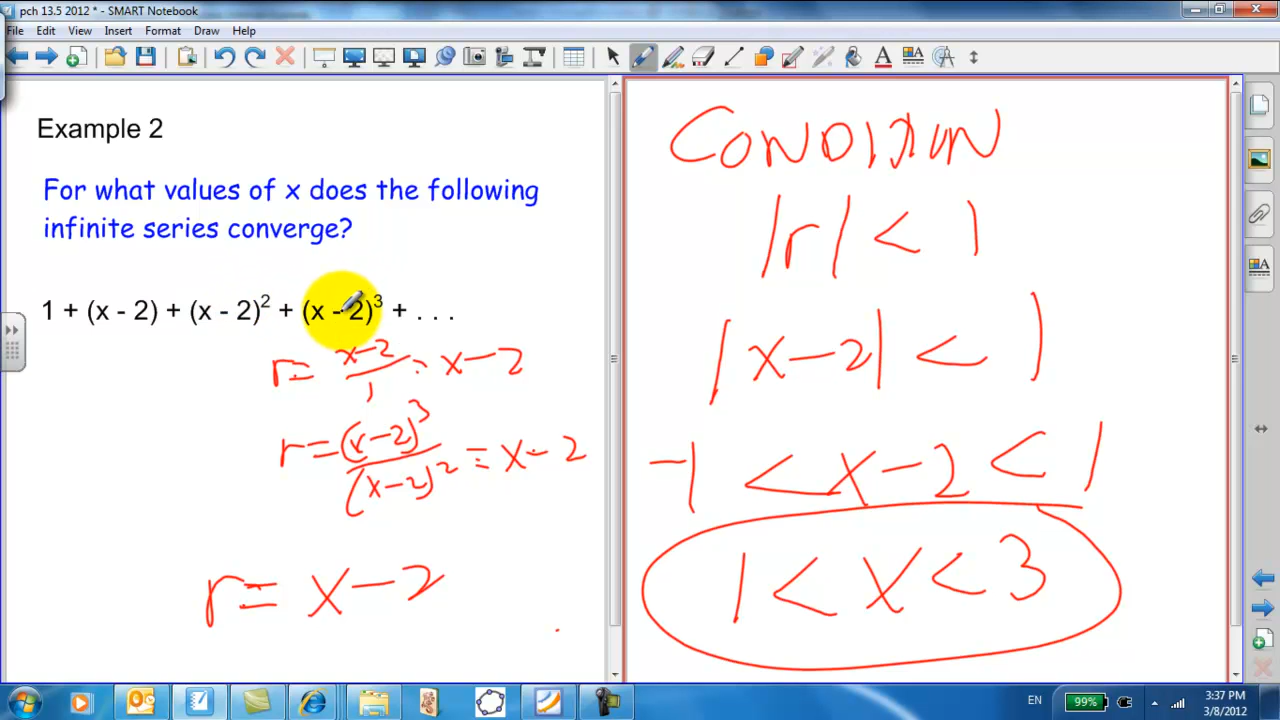 pch 13.5 2012 * - SMART Notebook
File Edit View Insert Format Draw Help
Example 2
For what values of x does the following
infinite series converge?
1 + (x - 2) + (x - 2)² + (x - 2)³ + . . .
r = x-2/1 = x-2
r = (x-2)³/(x-2)² = x-2
r = x-2
CONDITION
|r| < 1
|x-2| < 1
-1 < x-2 < 1
1 < x < 3
EN
99%
3:37 PM
3/8/2012